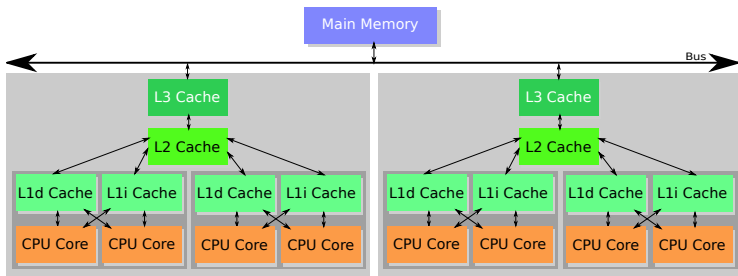 Main Memory
Bus
L3 Cache L3 Cache
L2 Cache L2 Cache
L1d Cache L1i Cache L1d Cache L1i Cache L1d Cache L1i Cache L1d Cache L1i Cache
CPU Core CPU Core CPU Core CPU Core CPU Core CPU Core CPU Core CPU Core